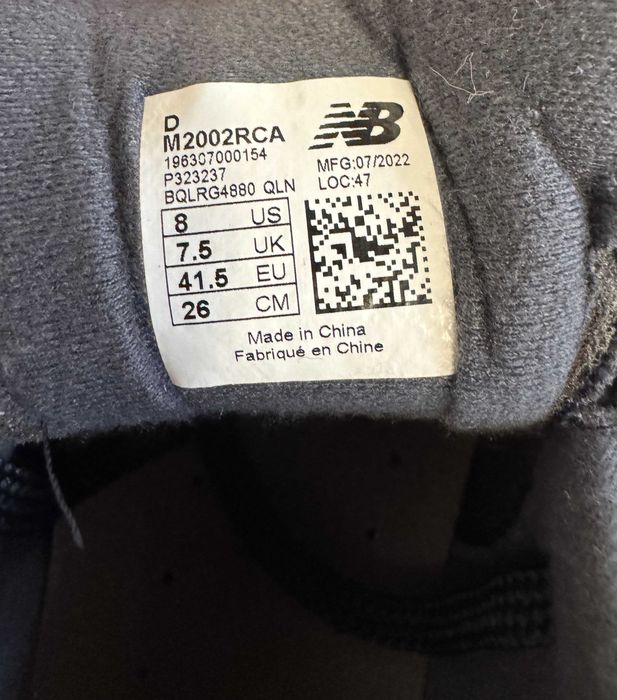 D
M2002RCA
196307000154
P323237
BQLRG4880 QLN
8 US
7.5 UK
41.5 EU
26 CM
NB
MFG:07/2022
LOC:47
Made in China
Fabriqué en Chine